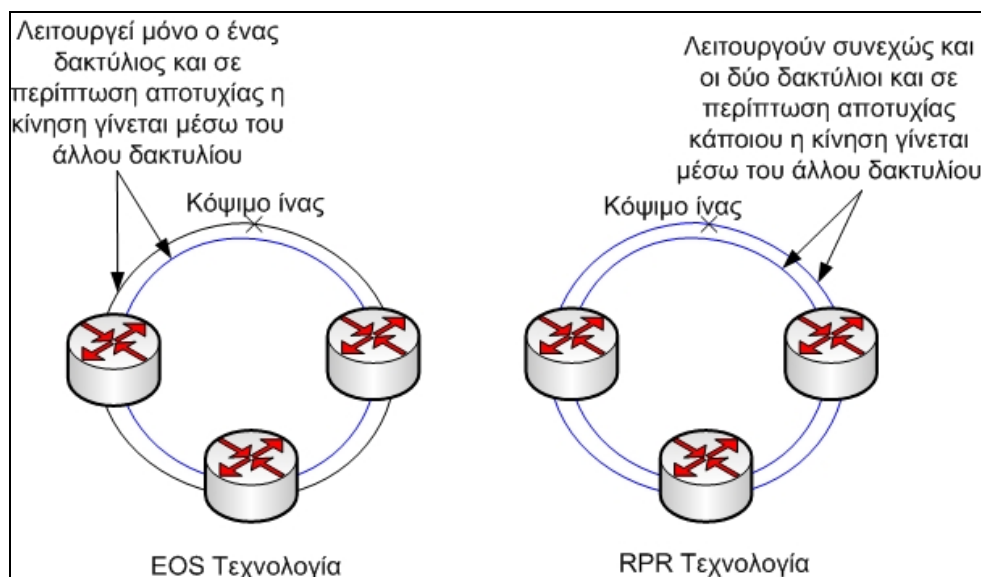 Λειτουργεί μόνο ο ένας
δακτύλιος και σε
περίπτωση αποτυχίας η
κίνηση γίνεται μέσω του
άλλου δακτυλίου
Κόψιμο ίνας
EOS Τεχνολογία
Λειτουργούν συνεχώς και
οι δύο δακτύλιοι και σε
περίπτωση αποτυχίας
κάποιου η κίνηση γίνεται
μέσω του άλλου δακτυλίου
Κόψιμο ίνας
RPR Τεχνολογία